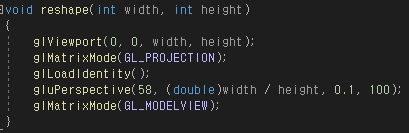 void reshape(int width, int height)
{
glViewport(0, 0, width, height);
glMatrixMode(GL_PROJECTION);
glLoadIdentity();
gluPerspective(58, (double)width / height, 0.1, 100);
glMatrixMode(GL_MODELVIEW);
}